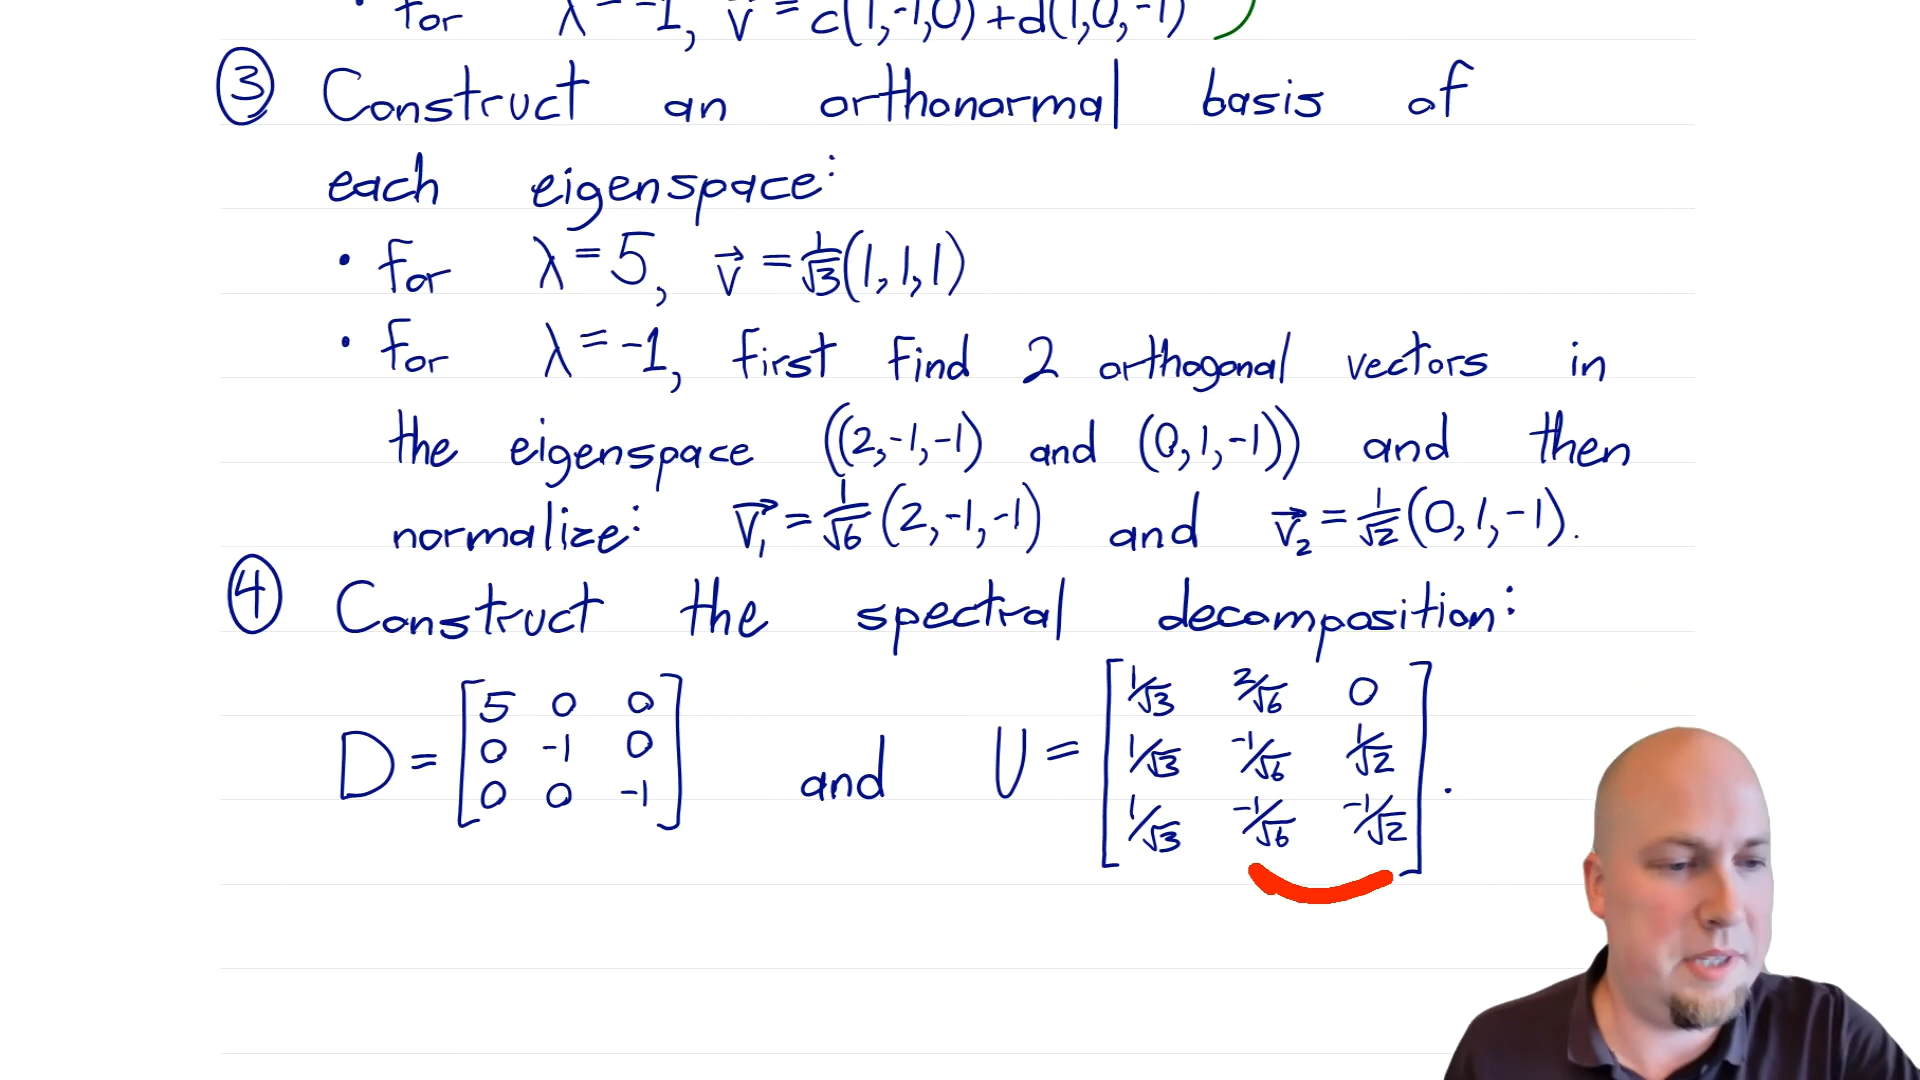 • for λ = -1, v⃗ = c(1,-1,0) + d(1,0,-1)
③ Construct an orthonormal basis of
each eigenspace:
• for λ = 5, v⃗ = 1/√3 (1,1,1)
• for λ = -1, first find 2 orthogonal vectors in
the eigenspace ((2,-1,-1) and (0,1,-1)) and then
normalize: v⃗₁ = 1/√6 (2,-1,-1) and v⃗₂ = 1/√2 (0,1,-1).
④ Construct the spectral decomposition:
D = [5 0 0; 0 -1 0; 0 0 -1] and U = [1/√3 2/√6 0; 1/√3 -1/√6 1/√2; 1/√3 -1/√6 -1/√2].